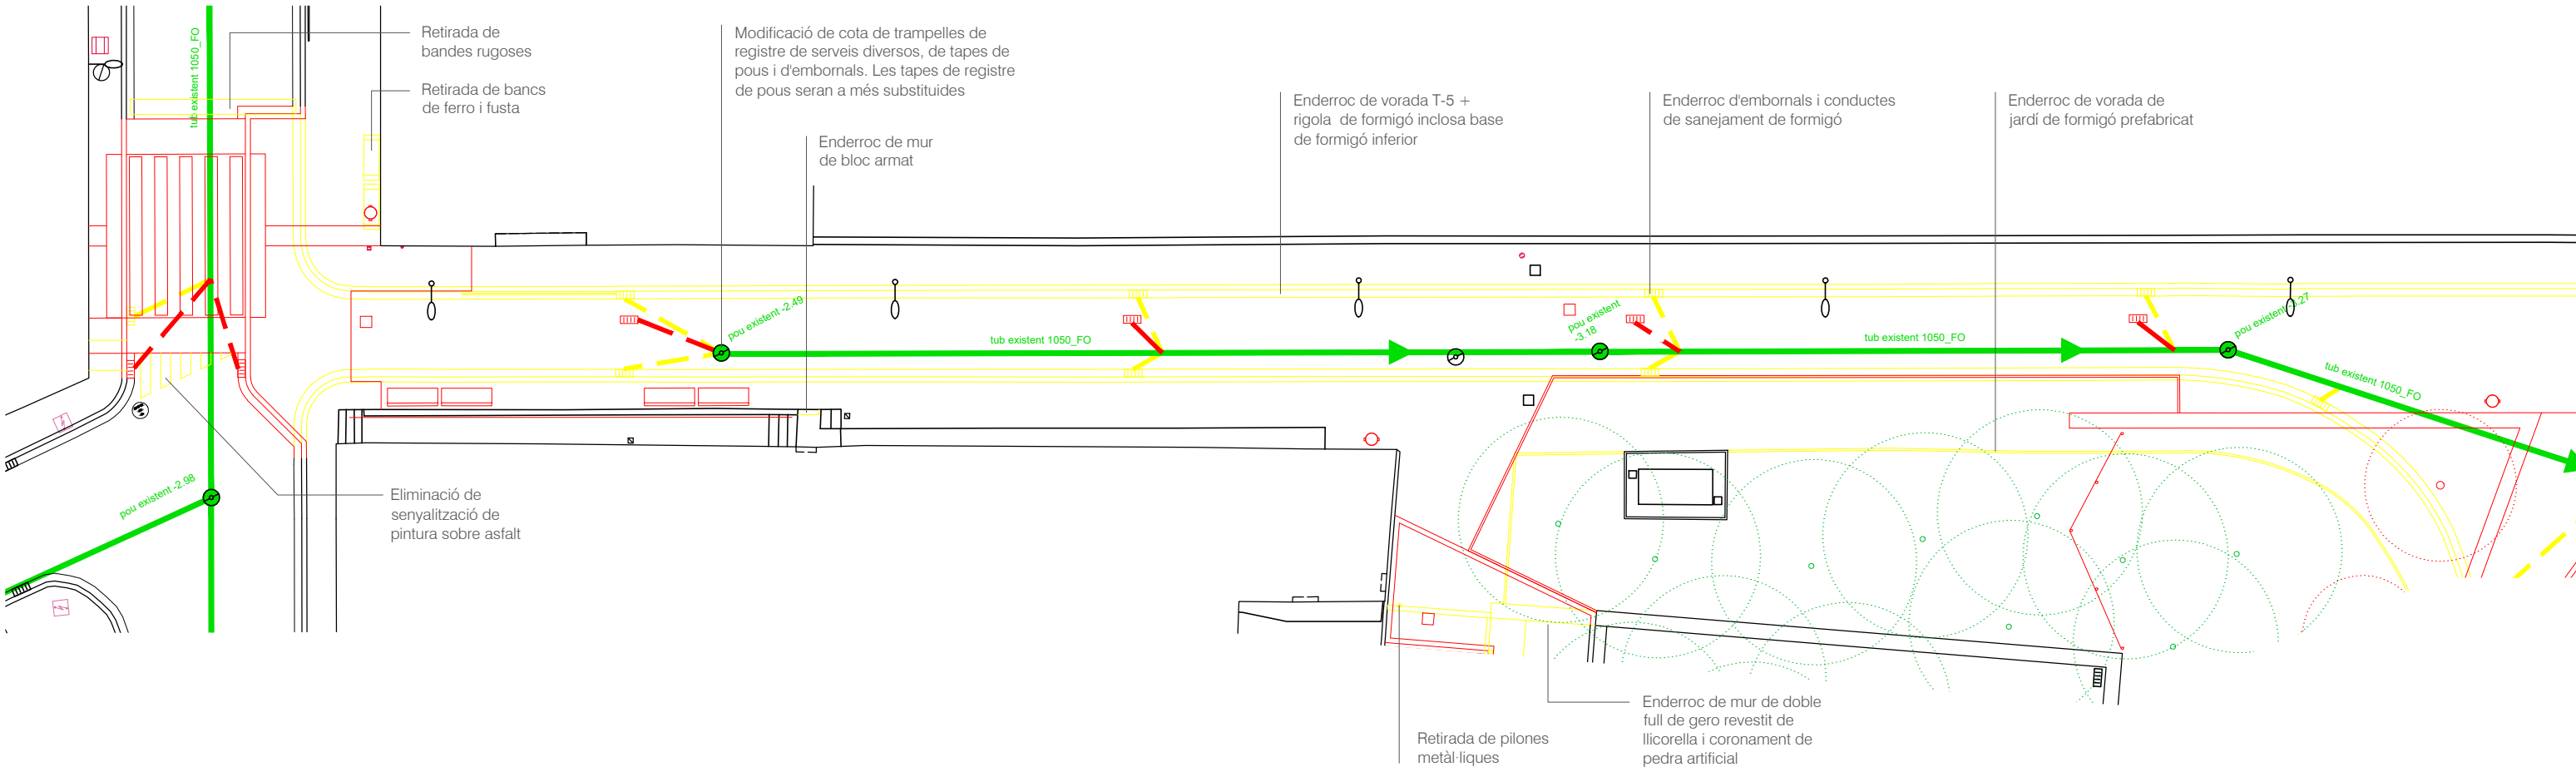 Retirada de
bandes rugoses
Retirada de bancs
de ferro i fusta
Modificació de cota de trampelles de
registre de serveis diversos, de tapes de
pous i d'embornals. Les tapes de registre
de pous seran a més substituides
Enderroc de mur
de bloc armat
Enderroc de vorada T-5 +
rigola de formigó inclosa base
de formigó inferior
Enderroc d'embornals i conductes
de sanejament de formigó
Enderroc de vorada de
jardí de formigó prefabricat
tub existent 1050_FO
pou existent -2.49
tub existent 1050_FO
pou existent
-3.18
tub existent 1050_FO
pou existent -3.27
tub existent 1050_FO
pou existent -2.98
Eliminació de
senyalització de
pintura sobre asfalt
Retirada de pilones
metàl·liques
Enderroc de mur de doble
full de gero revestit de
llicorella i coronament de
pedra artificial